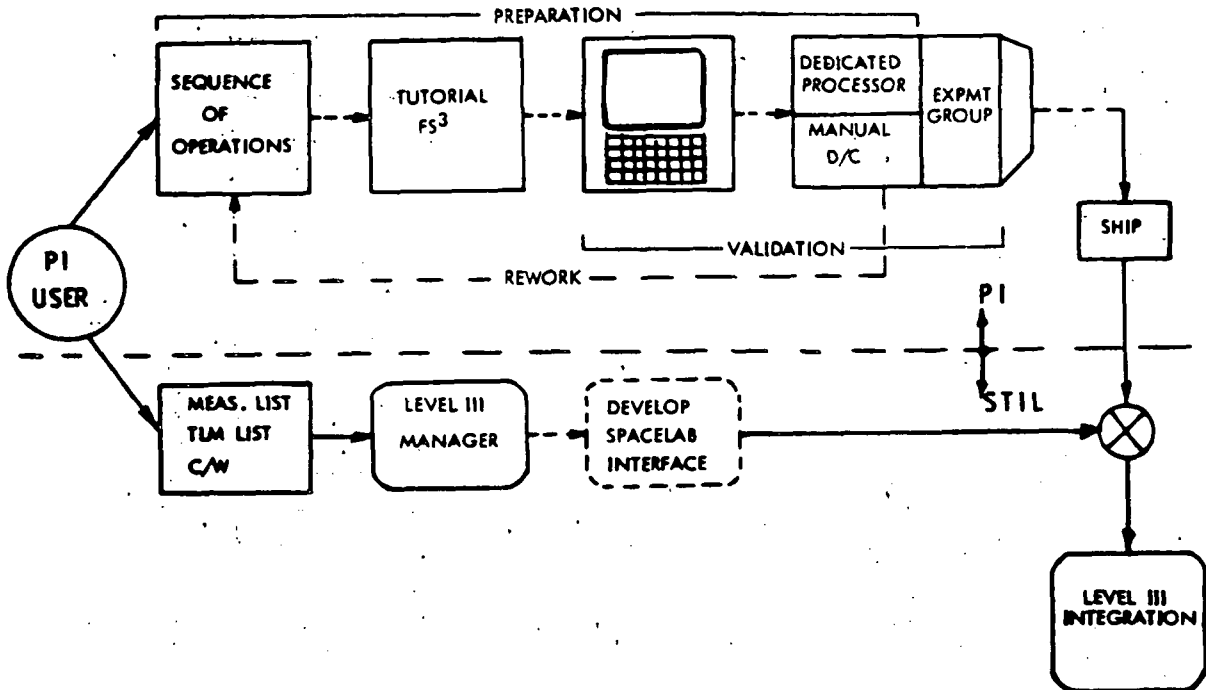 PREPARATION
SEQUENCE
OF
OPERATIONS
TUTORIAL
FS³
DEDICATED
PROCESSOR
MANUAL
D/C
EXPMT
GROUP
SHIP
VALIDATION
REWORK
PI
USER
PI
STIL
MEAS. LIST
TLM LIST
C/W
LEVEL III
MANAGER
DEVELOP
SPACELAB
INTERFACE
LEVEL III
INTEGRATION